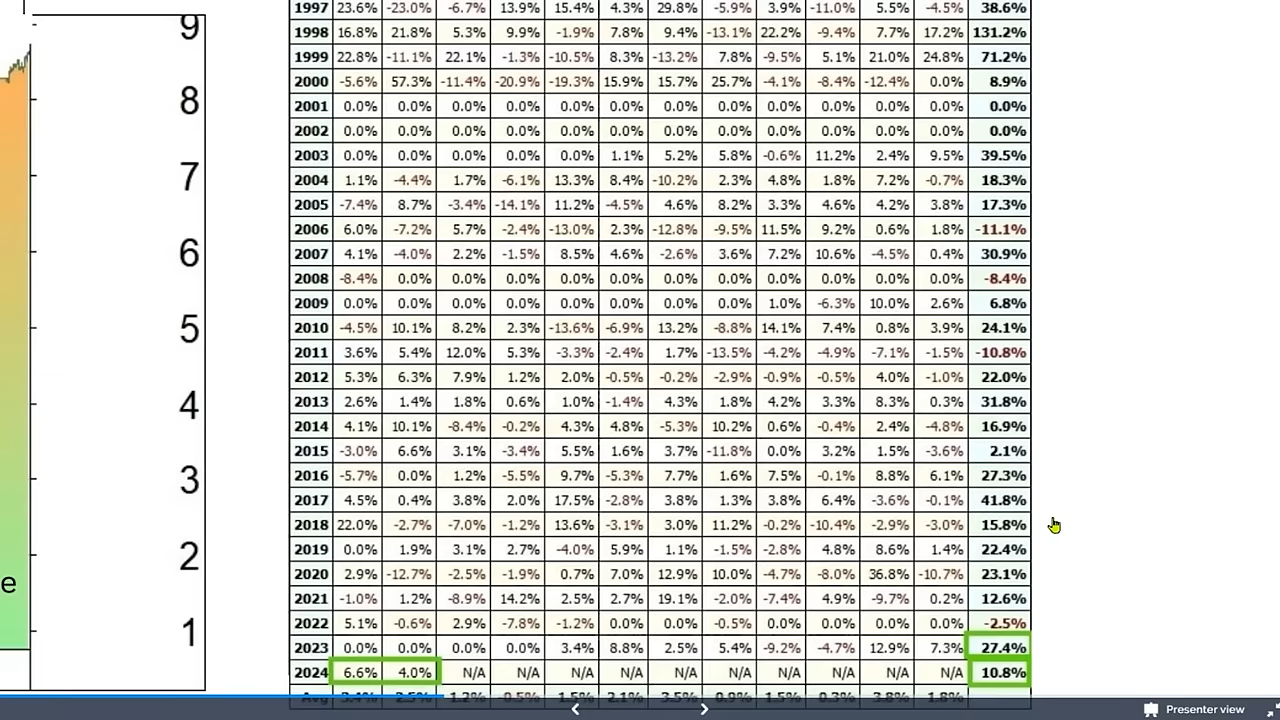 9
8
7
6
5
4
3
2
1
e
1997 23.6% -23.0% -6.7% 13.9% 15.4% 4.3% 29.8% -5.9% 3.9% -11.0% 5.5% -4.5% 38.6%
1998 16.8% 21.8% 5.3% 9.9% -1.9% 7.8% 9.4% -13.1% 22.2% -9.4% 7.7% 17.2% 131.2%
1999 22.8% -11.1% 22.1% -1.3% -10.5% 8.3% -13.2% 7.8% -9.5% 5.1% 21.0% 24.8% 71.2%
2000 -5.6% 57.3% -11.4% -20.9% -19.3% 15.9% 15.7% 25.7% -4.1% -8.4% -12.4% 0.0% 8.9%
2001 0.0% 0.0% 0.0% 0.0% 0.0% 0.0% 0.0% 0.0% 0.0% 0.0% 0.0% 0.0% 0.0%
2002 0.0% 0.0% 0.0% 0.0% 0.0% 0.0% 0.0% 0.0% 0.0% 0.0% 0.0% 0.0% 0.0%
2003 0.0% 0.0% 0.0% 0.0% 0.0% 1.1% 5.2% 5.8% -0.6% 11.2% 2.4% 9.5% 39.5%
2004 1.1% -4.4% 1.7% -6.1% 13.3% 8.4% -10.2% 2.3% 4.8% 1.8% 7.2% -0.7% 18.3%
2005 -7.4% 8.7% -3.4% -14.1% 11.2% -4.5% 4.6% 8.2% 3.3% 4.6% 4.2% 3.8% 17.3%
2006 6.0% -7.2% 5.7% -2.4% -13.0% 2.3% -12.8% -9.5% 11.5% 9.2% 0.6% 1.8% -11.1%
2007 4.1% -4.0% 2.2% -1.5% 8.5% 4.6% -2.6% 3.6% 7.2% 10.6% -4.5% 0.4% 30.9%
2008 -8.4% 0.0% 0.0% 0.0% 0.0% 0.0% 0.0% 0.0% 0.0% 0.0% 0.0% 0.0% -8.4%
2009 0.0% 0.0% 0.0% 0.0% 0.0% 0.0% 0.0% 0.0% 1.0% -6.3% 10.0% 2.6% 6.8%
2010 -4.5% 10.1% 8.2% 2.3% -13.6% -6.9% 13.2% -8.8% 14.1% 7.4% 0.8% 3.9% 24.1%
2011 3.6% 5.4% 12.0% 5.3% -3.3% -2.4% 1.7% -13.5% -4.2% -4.9% -7.1% -1.5% -10.8%
2012 5.3% 6.3% 7.9% 1.2% 2.0% -0.5% -0.2% -2.9% -0.9% -0.5% 4.0% -1.0% 22.0%
2013 2.6% 1.4% 1.8% 0.6% 1.0% -1.4% 4.3% 1.8% 4.2% 3.3% 8.3% 0.3% 31.8%
2014 4.1% 10.1% -8.4% -0.2% 4.3% 4.8% -5.3% 10.2% 0.6% -0.4% 2.4% -4.8% 16.9%
2015 -3.0% 6.6% 3.1% -3.4% 5.5% 1.6% 3.7% -11.8% 0.0% 3.2% 1.5% -3.6% 2.1%
2016 -5.7% 0.0% 1.2% -5.5% 9.7% -5.3% 7.7% 1.6% 7.5% -0.1% 8.8% 6.1% 27.3%
2017 4.5% 0.4% 3.8% 2.0% 17.5% -2.8% 3.8% 1.3% 3.8% 6.4% -3.6% -0.1% 41.8%
2018 22.0% -2.7% -7.0% -1.2% 13.6% -3.1% 3.0% 11.2% -0.2% -10.4% -2.9% -3.0% 15.8%
2019 0.0% 1.9% 3.1% 2.7% -4.0% 5.9% 1.1% -1.5% -2.8% 4.8% 8.6% 1.4% 22.4%
2020 2.9% -12.7% -2.5% -1.9% 0.7% 7.0% 12.9% 10.0% -4.7% -8.0% 36.8% -10.7% 23.1%
2021 -1.0% 1.2% -8.9% 14.2% 2.5% 2.7% 19.1% -2.0% -7.4% 4.9% -9.7% 0.2% 12.6%
2022 5.1% -0.6% 2.9% -7.8% -1.2% 0.0% 0.0% -0.5% 0.0% 0.0% 0.0% 0.0% -2.5%
2023 0.0% 0.0% 0.0% 0.0% 3.4% 8.8% 2.5% 5.4% -9.2% -4.7% 12.9% 7.3% 27.4%
2024 6.6% 4.0% N/A N/A N/A N/A N/A N/A N/A N/A N/A N/A 10.8%
Avg 3.4% 2.5% 1.2% -0.5% 1.5% 2.1% 3.5% 0.9% 1.5% 0.3% 3.8% 1.8%
Presenter view